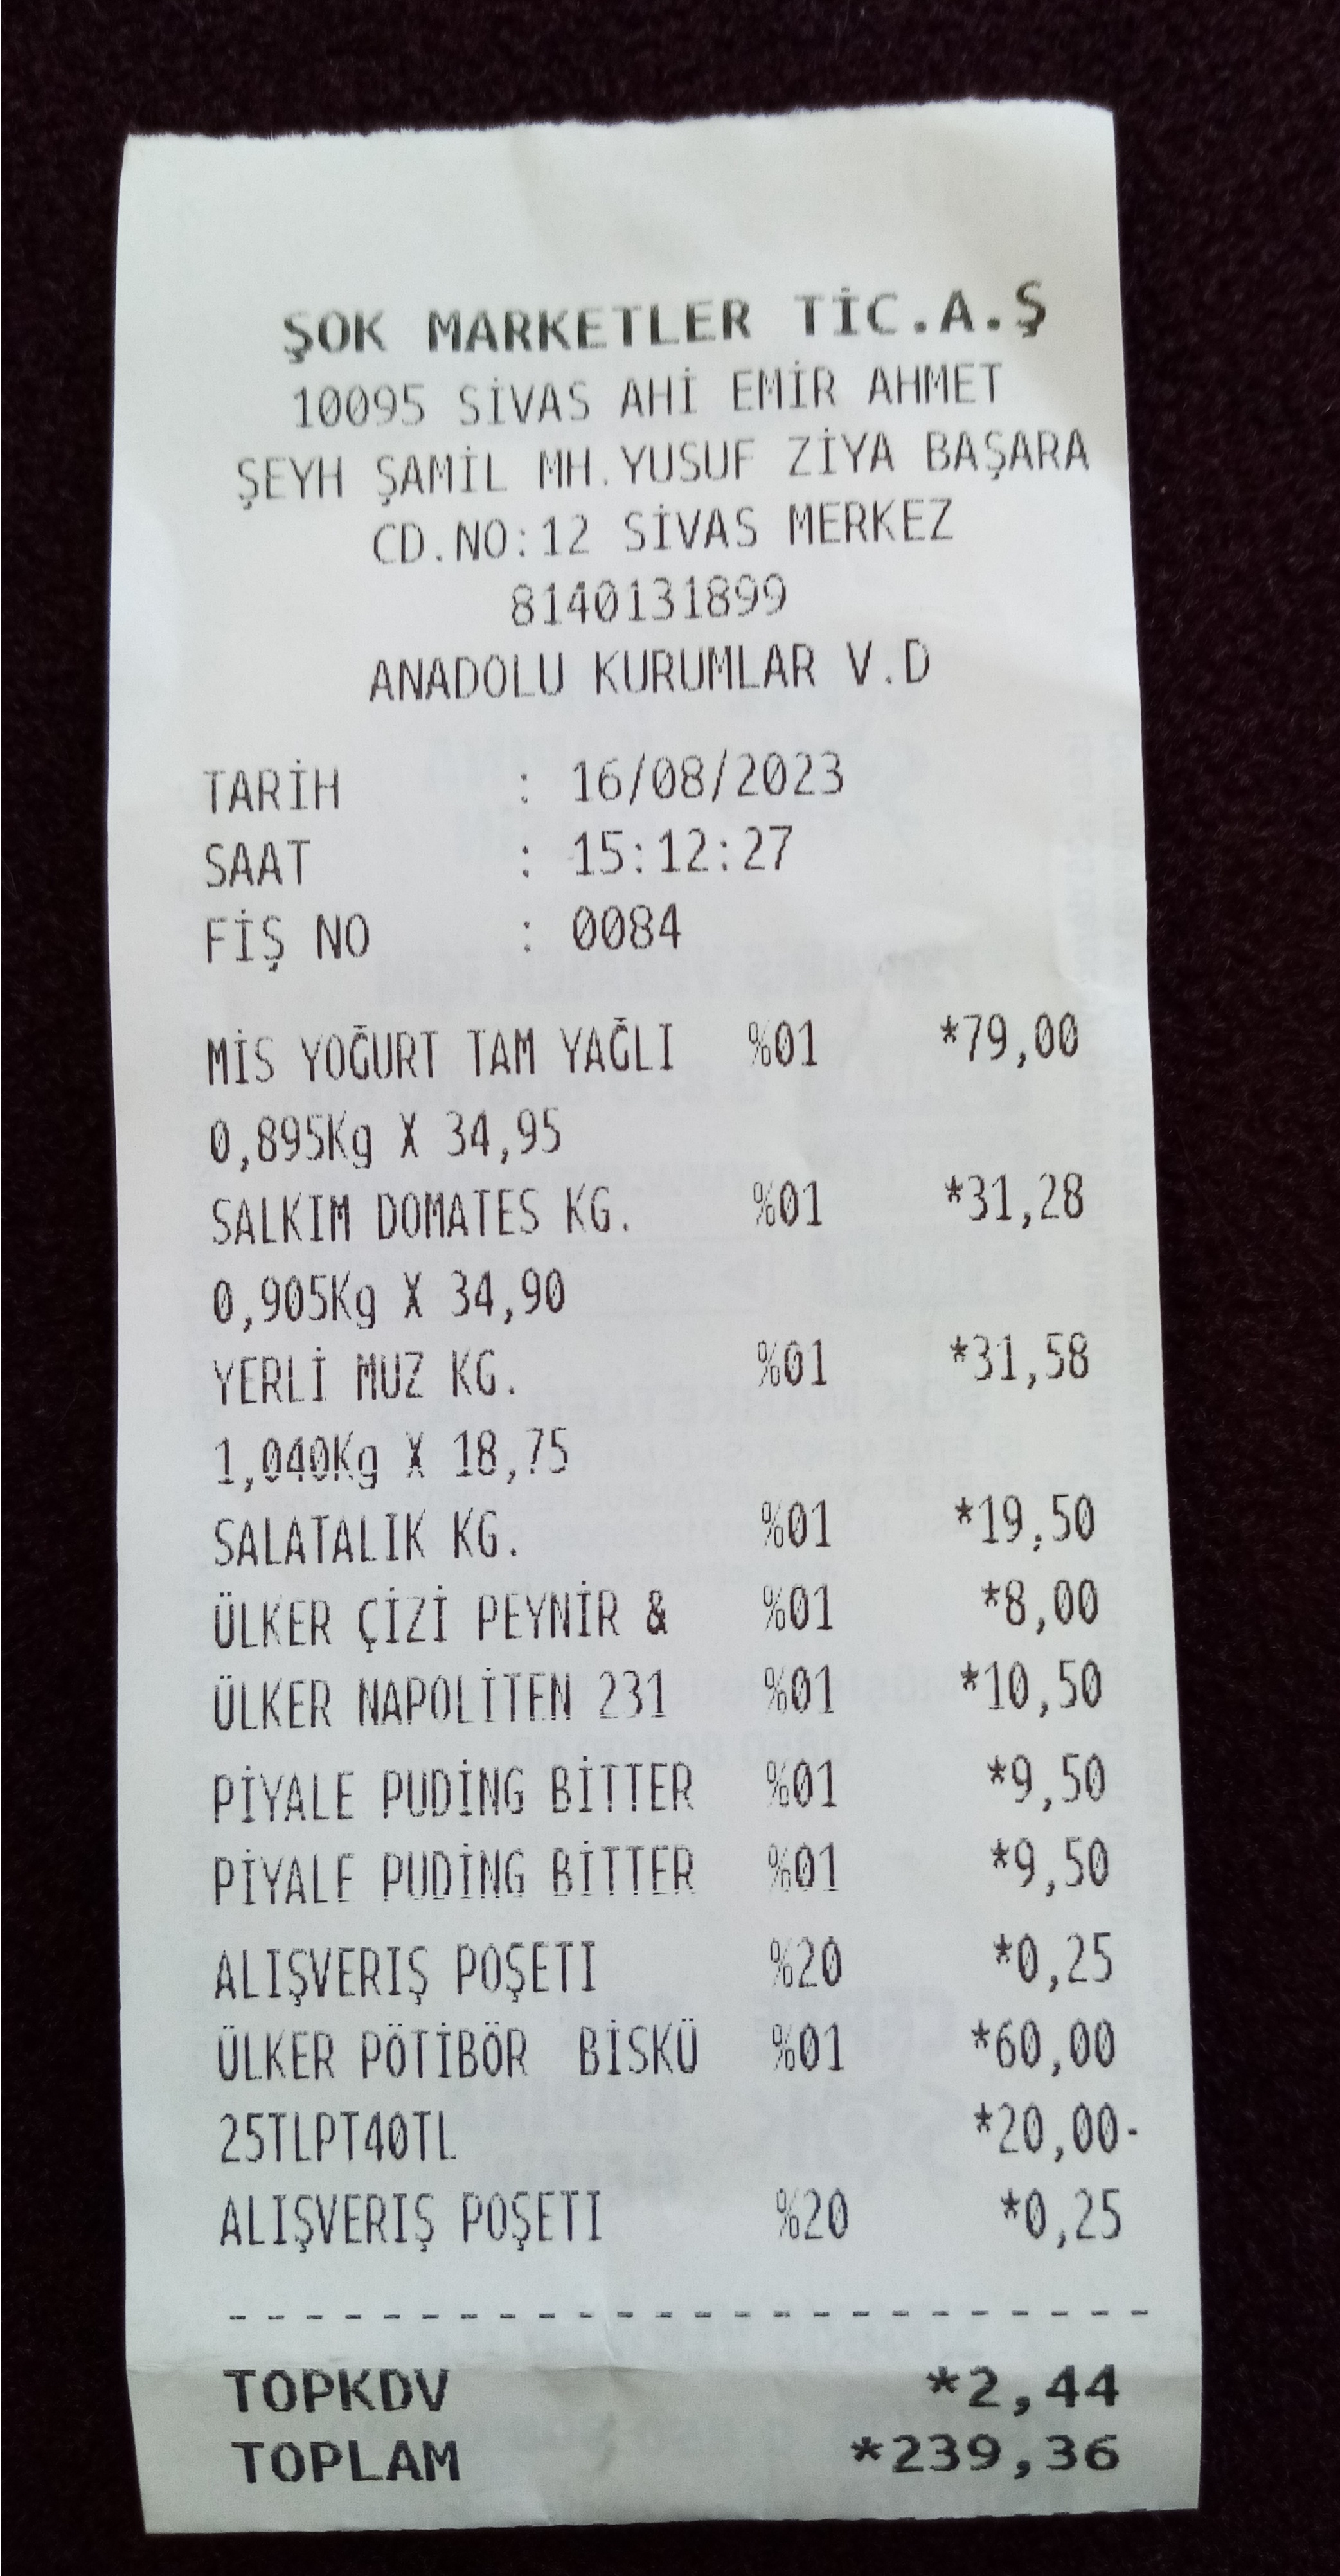 ŞOK MARKETLER TİC.A.Ş
10095 SİVAS AHİ EMİR AHMET
ŞEYH ŞAMİL MH.YUSUF ZİYA BAŞARA
CD.NO:12 SİVAS MERKEZ
8140131899
ANADOLU KURUMLAR V.D
TARİH : 16/08/2023
SAAT : 15:12:27
FİŞ NO : 0084
MİS YOĞURT TAM YAĞLI %01 *79,00
0,895Kg X 34,95
SALKIM DOMATES KG. %01 *31,28
0,905Kg X 34,90
YERLİ MUZ KG. %01 *31,58
1,040Kg X 18,75
SALATALIK KG. %01 *19,50
ÜLKER ÇİZİ PEYNİR & %01 *8,00
ÜLKER NAPOLİTEN 231 %01 *10,50
PİYALE PUDİNG BİTTER %01 *9,50
PİYALE PUDİNG BİTTER %01 *9,50
ALIŞVERIŞ POŞETI %20 *0,25
ÜLKER PÖTİBÖR BİSKÜ %01 *60,00
25TLPT40TL *20,00-
ALIŞVERIŞ POŞETI %20 *0,25
TOPKDV *2,44
TOPLAM *239,36